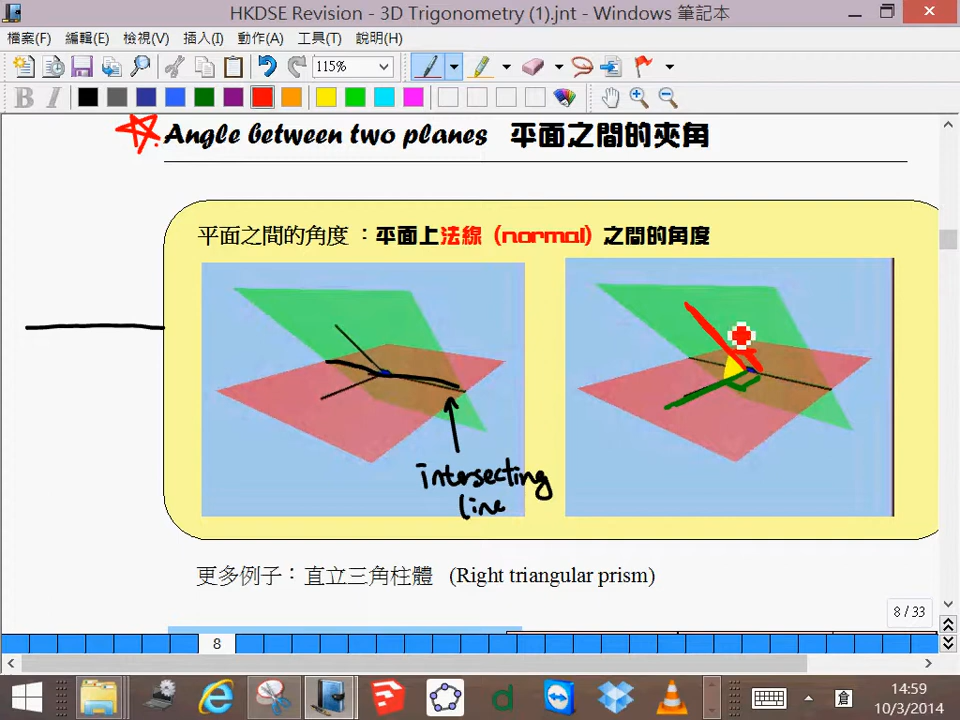 HKDSE Revision - 3D Trigonometry (1).jnt - Windows 筆記本
檔案(F) 編輯(E) 檢視(V) 插入(I) 動作(A) 工具(T) 說明(H)
115%
B I
Angle between two planes 平面之間的夾角
平面之間的角度：平面上法線 (normal) 之間的角度
intersecting
line
更多例子：直立三角柱體 (Right triangular prism)
8 / 33
8
倉
14:59
10/3/2014